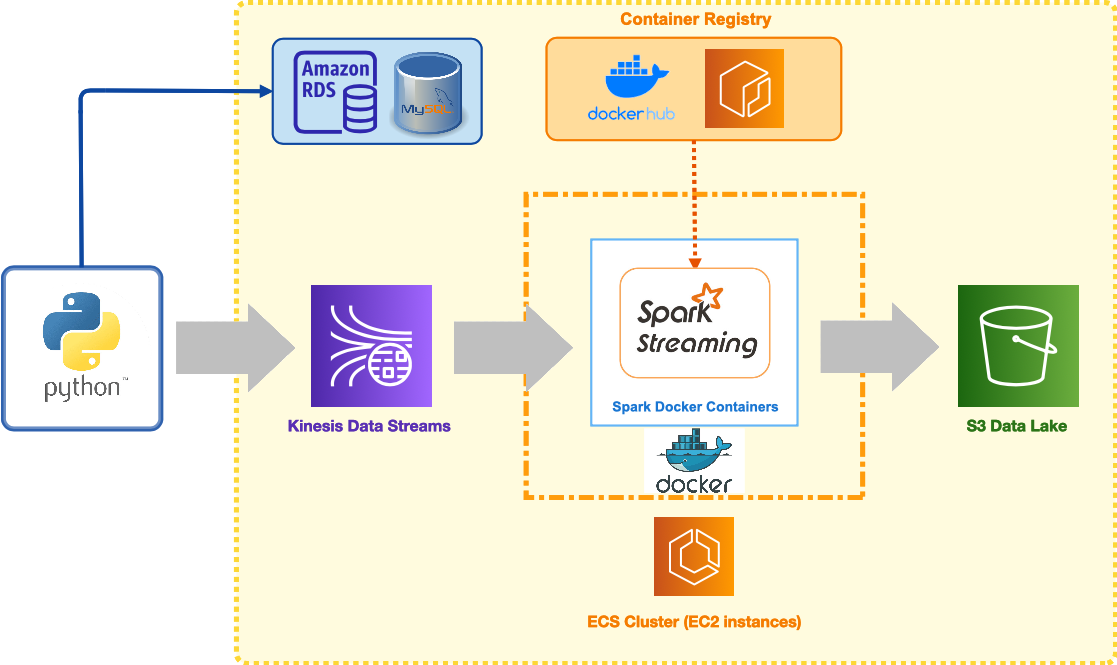 Container Registry
Amazon
RDS
MySQL
docker hub
python™
Spark
Streaming
Spark Docker Containers
Kinesis Data Streams
docker
S3 Data Lake
ECS Cluster (EC2 instances)